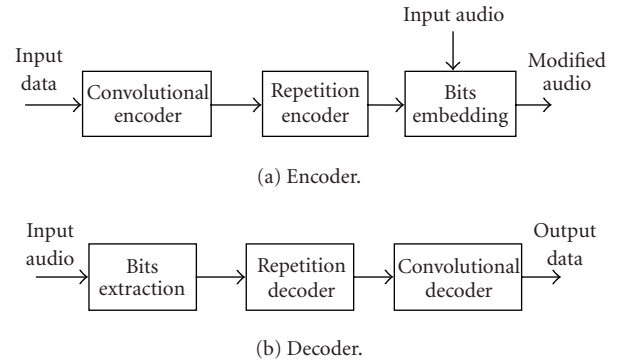 Input audio
Input
data
Convolutional
encoder
Repetition
encoder
Bits
embedding
Modified
audio
(a) Encoder.
Input
audio
Bits
extraction
Repetition
decoder
Convolutional
decoder
Output
data
(b) Decoder.